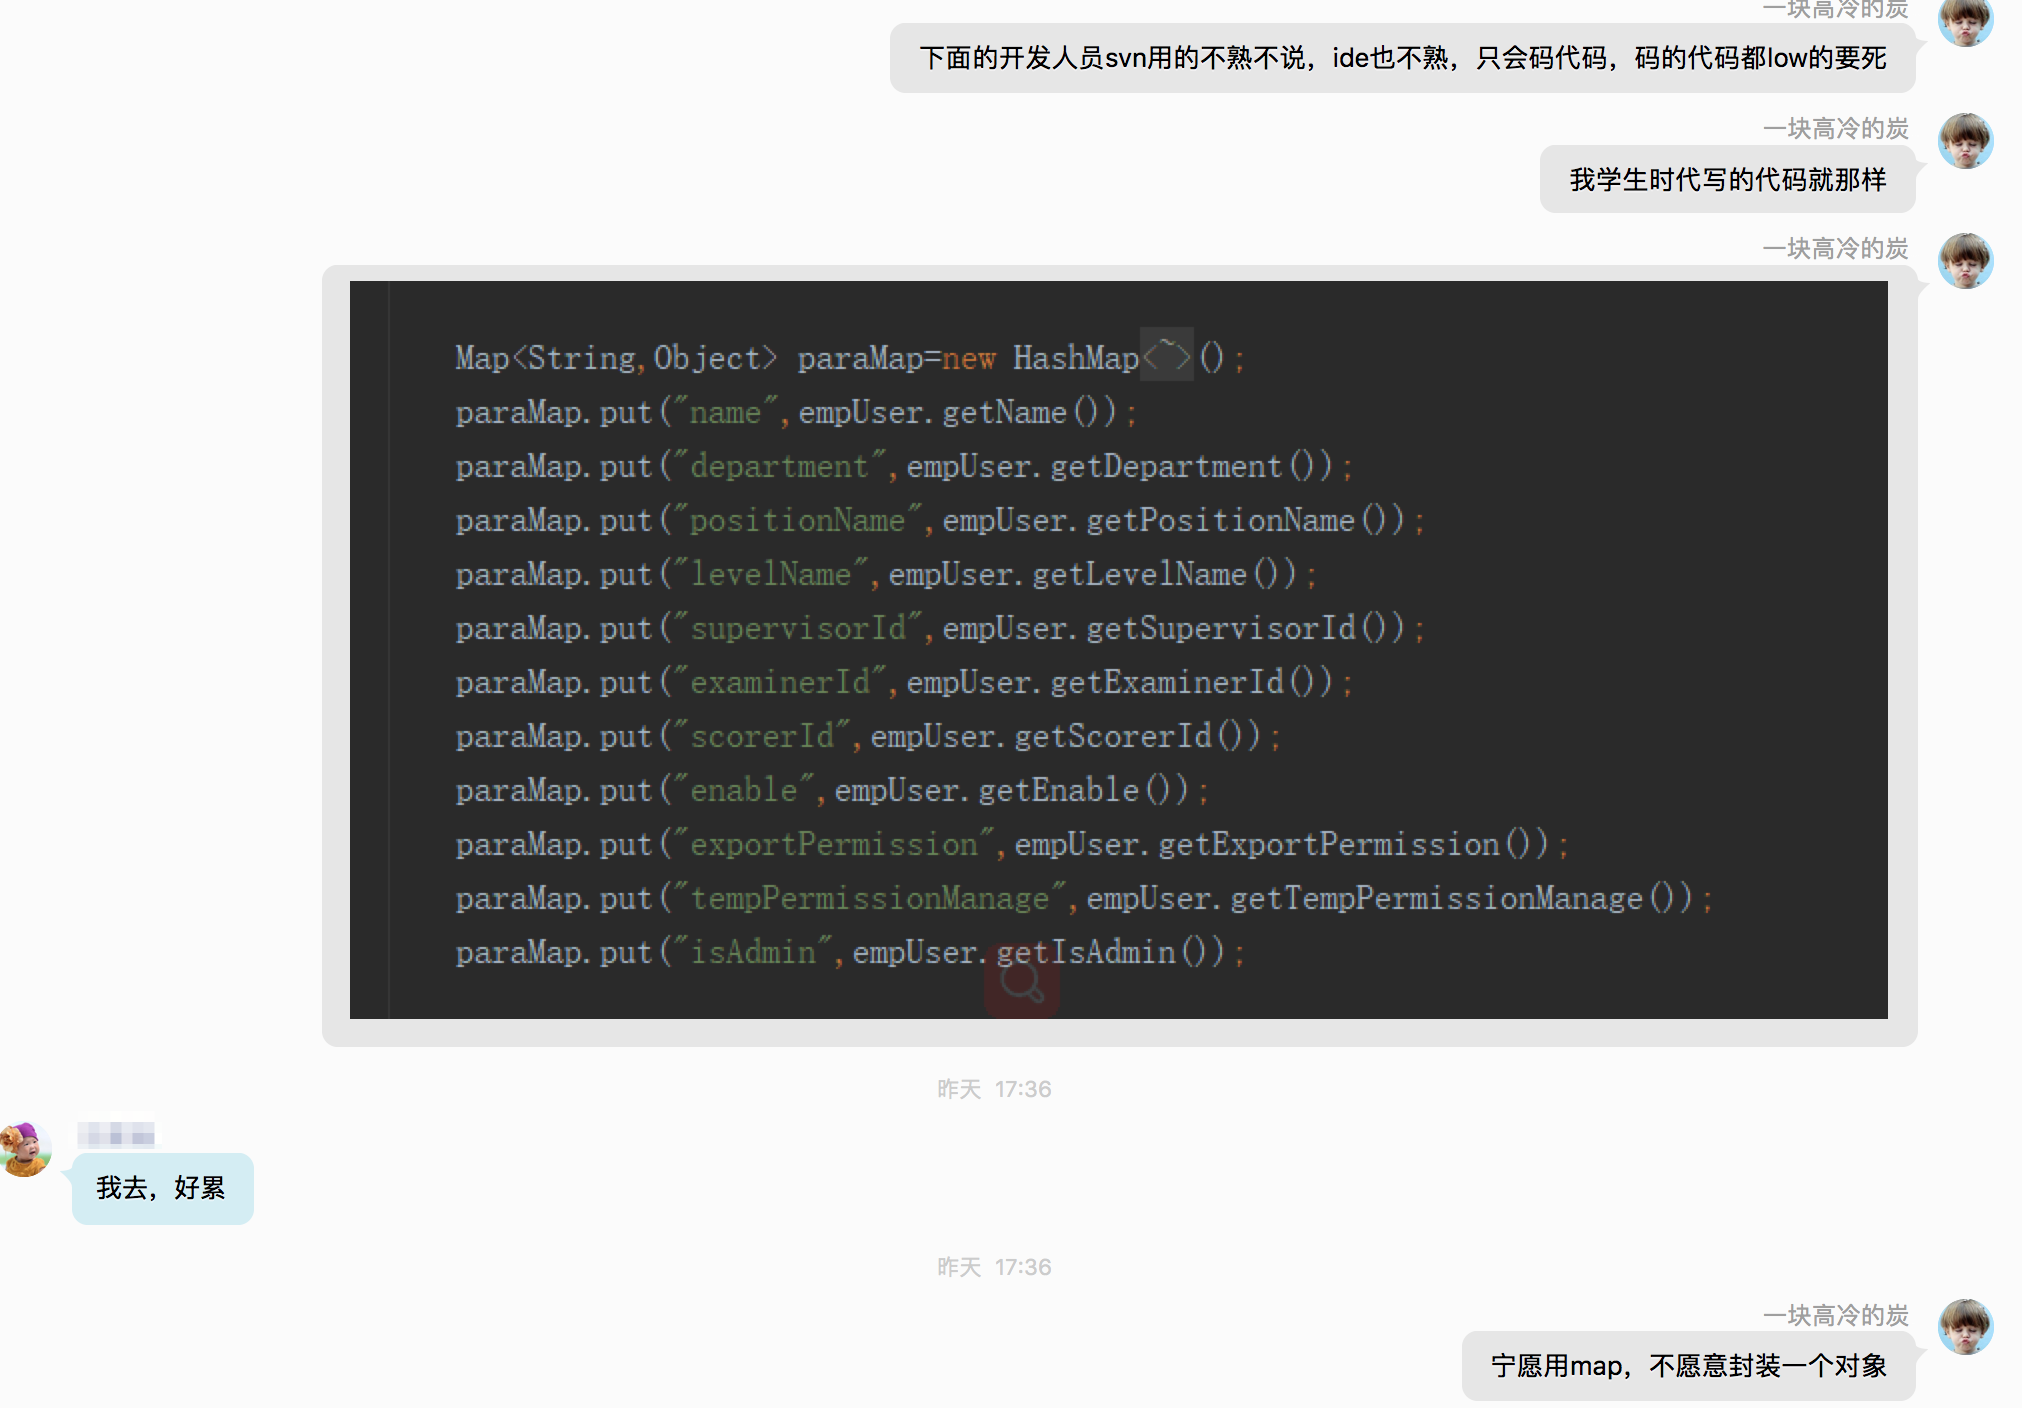 一块高冷的炭
下面的开发人员svn用的不熟不说，ide也不熟，只会码代码，码的代码都low的要死
一块高冷的炭
我学生时代写的代码就那样
一块高冷的炭
Map<String,Object> paraMap=new HashMap<~>();
paraMap.put("name",empUser.getName());
paraMap.put("department",empUser.getDepartment());
paraMap.put("positionName",empUser.getPositionName());
paraMap.put("levelName",empUser.getLevelName());
paraMap.put("supervisorId",empUser.getSupervisorId());
paraMap.put("examinerId",empUser.getExaminerId());
paraMap.put("scorerId",empUser.getScorerId());
paraMap.put("enable",empUser.getEnable());
paraMap.put("exportPermission",empUser.getExportPermission());
paraMap.put("tempPermissionManage",empUser.getTempPermissionManage());
paraMap.put("isAdmin",empUser.getIsAdmin());
昨天 17:36
我去，好累
昨天 17:36
一块高冷的炭
宁愿用map，不愿意封装一个对象